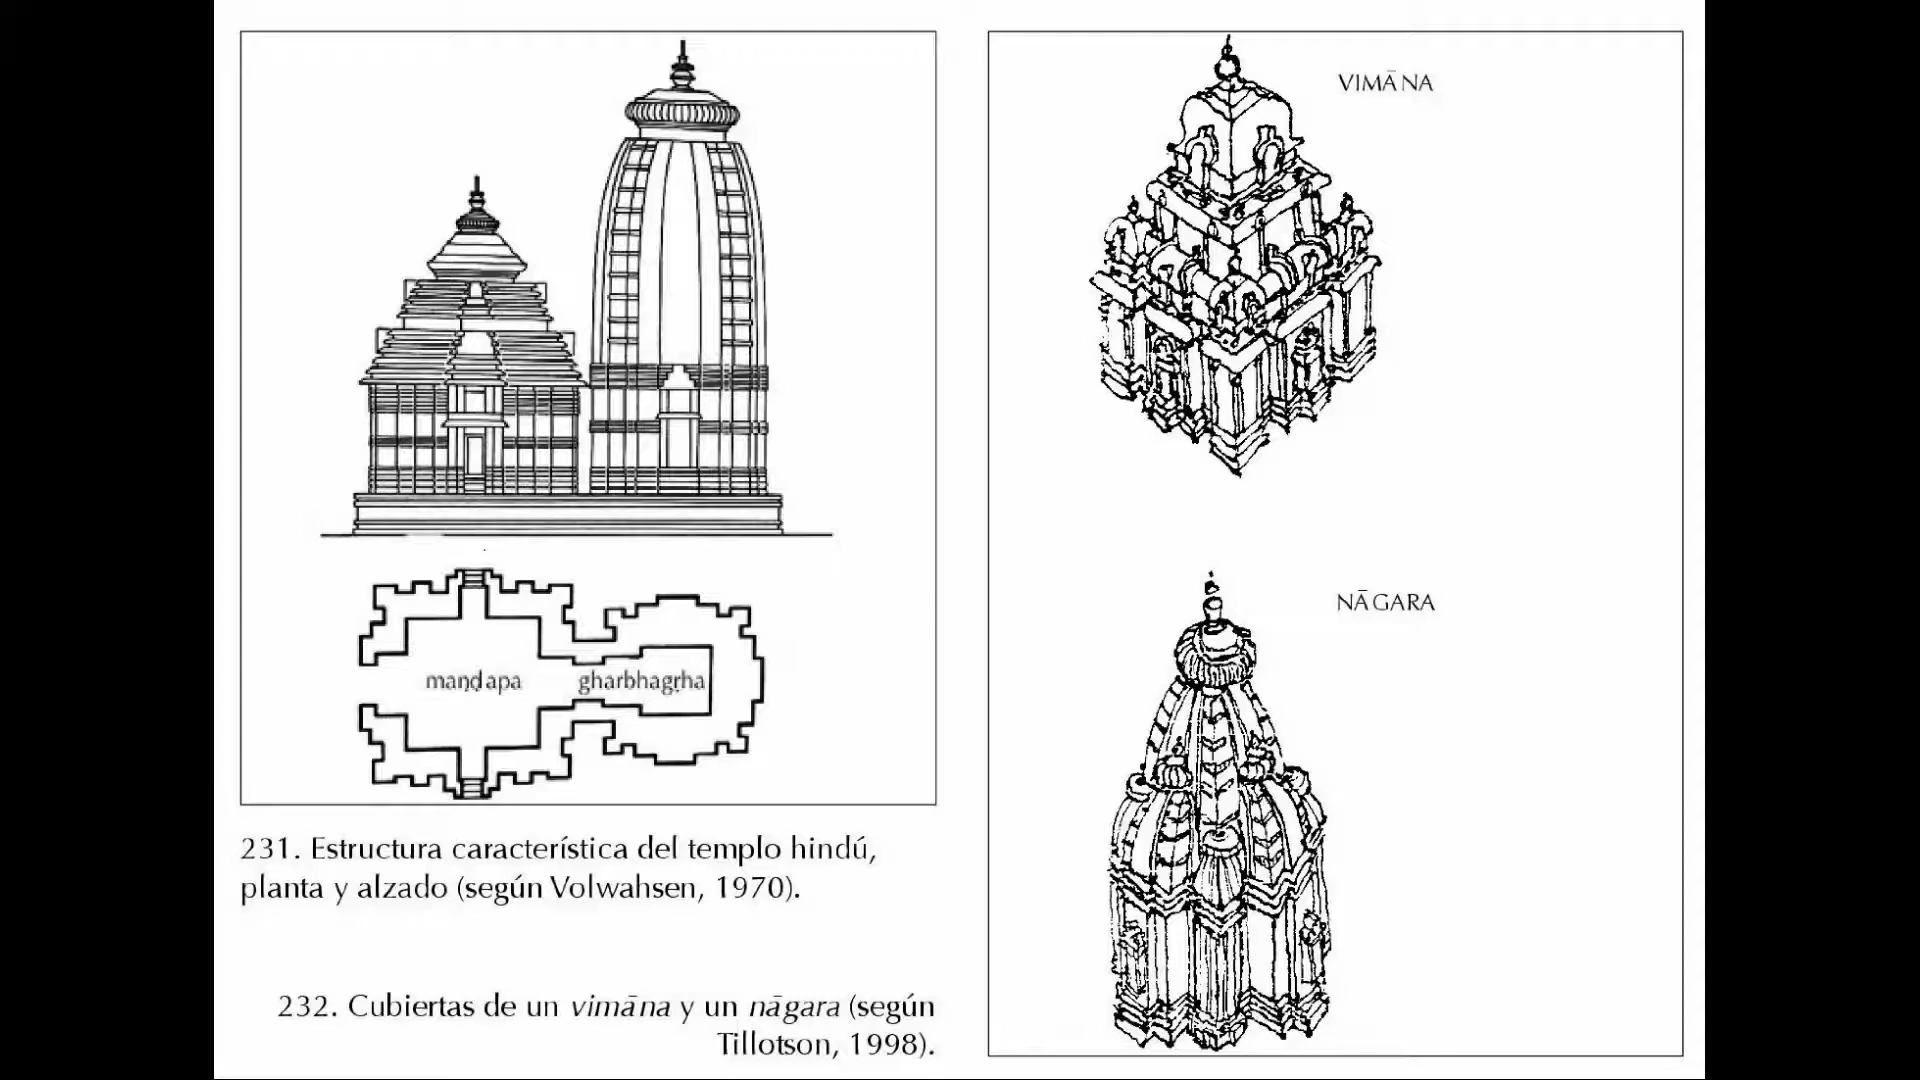 maṇḍapa
gharbhagṛha
231. Estructura característica del templo hindú,
planta y alzado (según Volwahsen, 1970).
232. Cubiertas de un vimāna y un nāgara (según
Tillotson, 1998).
VIMĀNA
NĀGARA